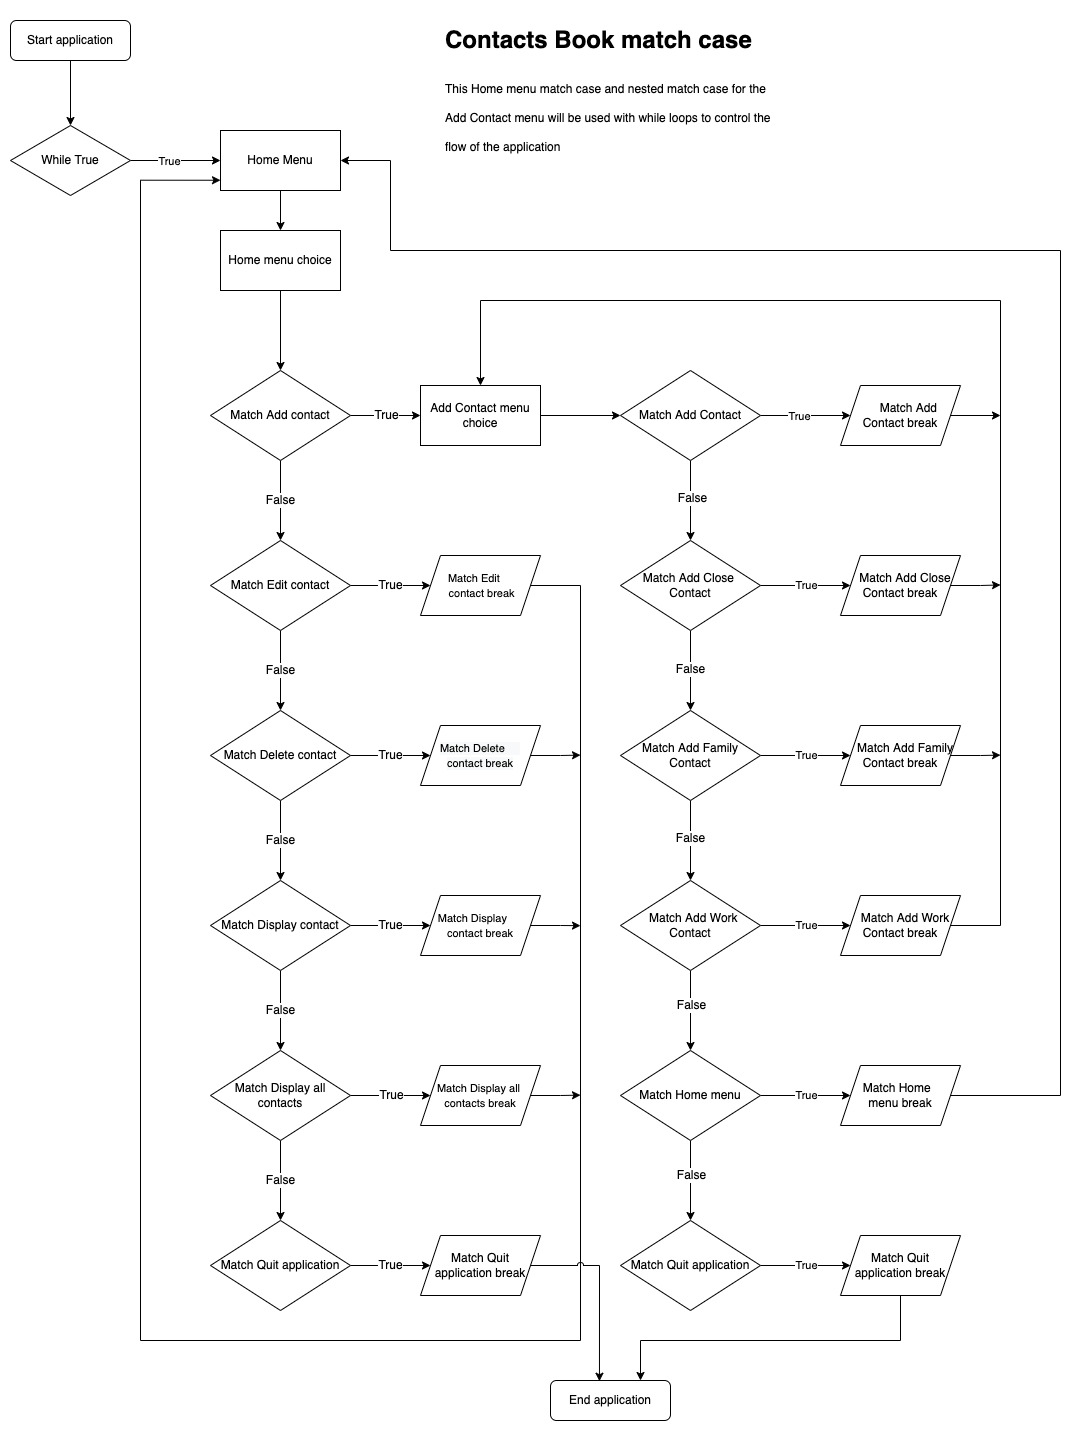 Start application
Contacts Book match case
This Home menu match case and nested match case for the
Add Contact menu will be used with while loops to control the
flow of the application
While True
True
Home Menu
Home menu choice
Match Add contact
True
Add Contact menu
choice
Match Add Contact
True
Match Add
Contact break
False
False
Match Edit contact
True
Match Edit
contact break
Match Add Close
Contact
True
Match Add Close
Contact break
False
False
Match Delete contact
True
Match Delete
contact break
Match Add Family
Contact
True
Match Add Family
Contact break
False
False
Match Display contact
True
Match Display
contact break
Match Add Work
Contact
True
Match Add Work
Contact break
False
False
Match Display all
contacts
True
Match Display all
contacts break
Match Home menu
True
Match Home
menu break
False
False
Match Quit application
True
Match Quit
application break
Match Quit application
True
Match Quit
application break
End application